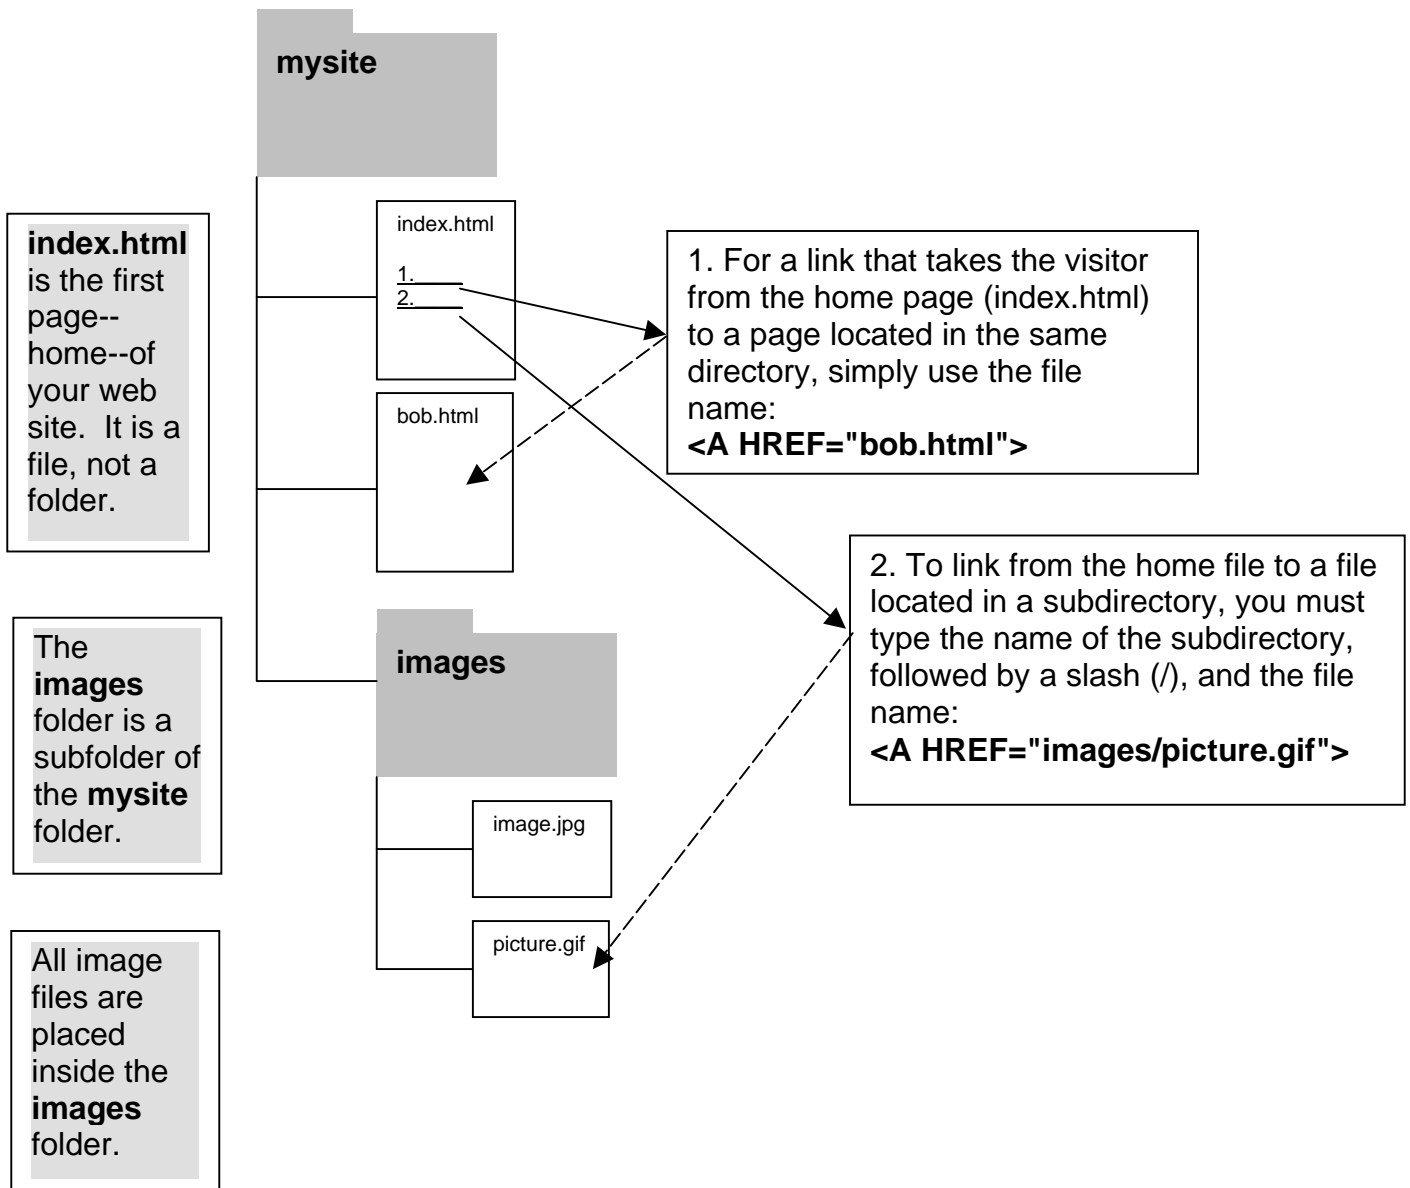 mysite
index.html
1.
2.
index.html
is the first
page--
home--of
your web
site. It is a
file, not a
folder.
1. For a link that takes the visitor
from the home page (index.html)
to a page located in the same
directory, simply use the file
name:
<A HREF="bob.html">
bob.html
2. To link from the home file to a file
located in a subdirectory, you must
type the name of the subdirectory,
followed by a slash (/), and the file
name:
<A HREF="images/picture.gif">
The
images
folder is a
subfolder of
the mysite
folder.
images
image.jpg
picture.gif
All image
files are
placed
inside the
images
folder.